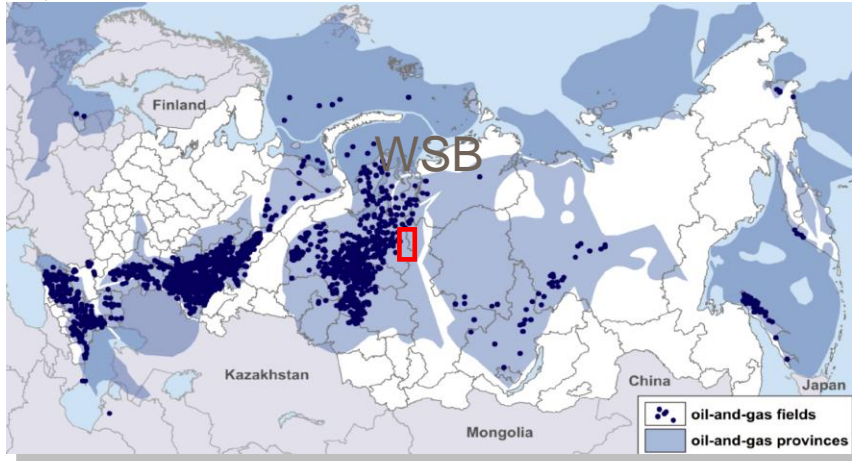 Finland
WSB
Kazakhstan
China
Japan
Mongolia
oil-and-gas fields
oil-and-gas provinces